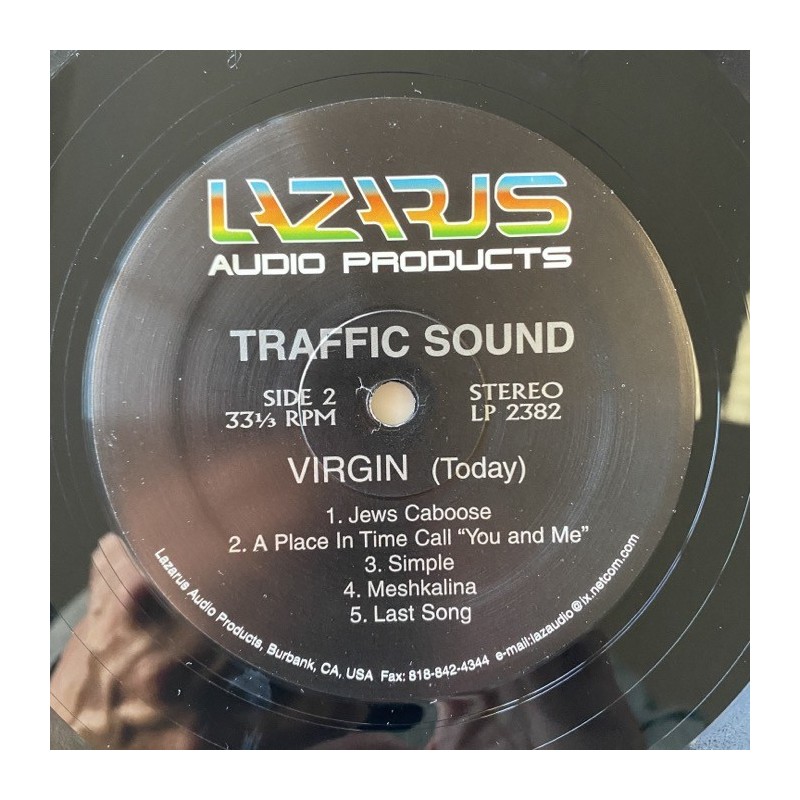 LAZARUS
AUDIO PRODUCTS
TRAFFIC SOUND
SIDE 2
33⅓ RPM
STEREO
LP 2382
VIRGIN (Today)
1. Jews Caboose
2. A Place In Time Call “You and Me”
3. Simple
4. Meshkalina
5. Last Song
Lazarus Audio Products, Burbank, CA, USA Fax: 818-842-4344 e-mail:lazaudio@ix.netcom.com